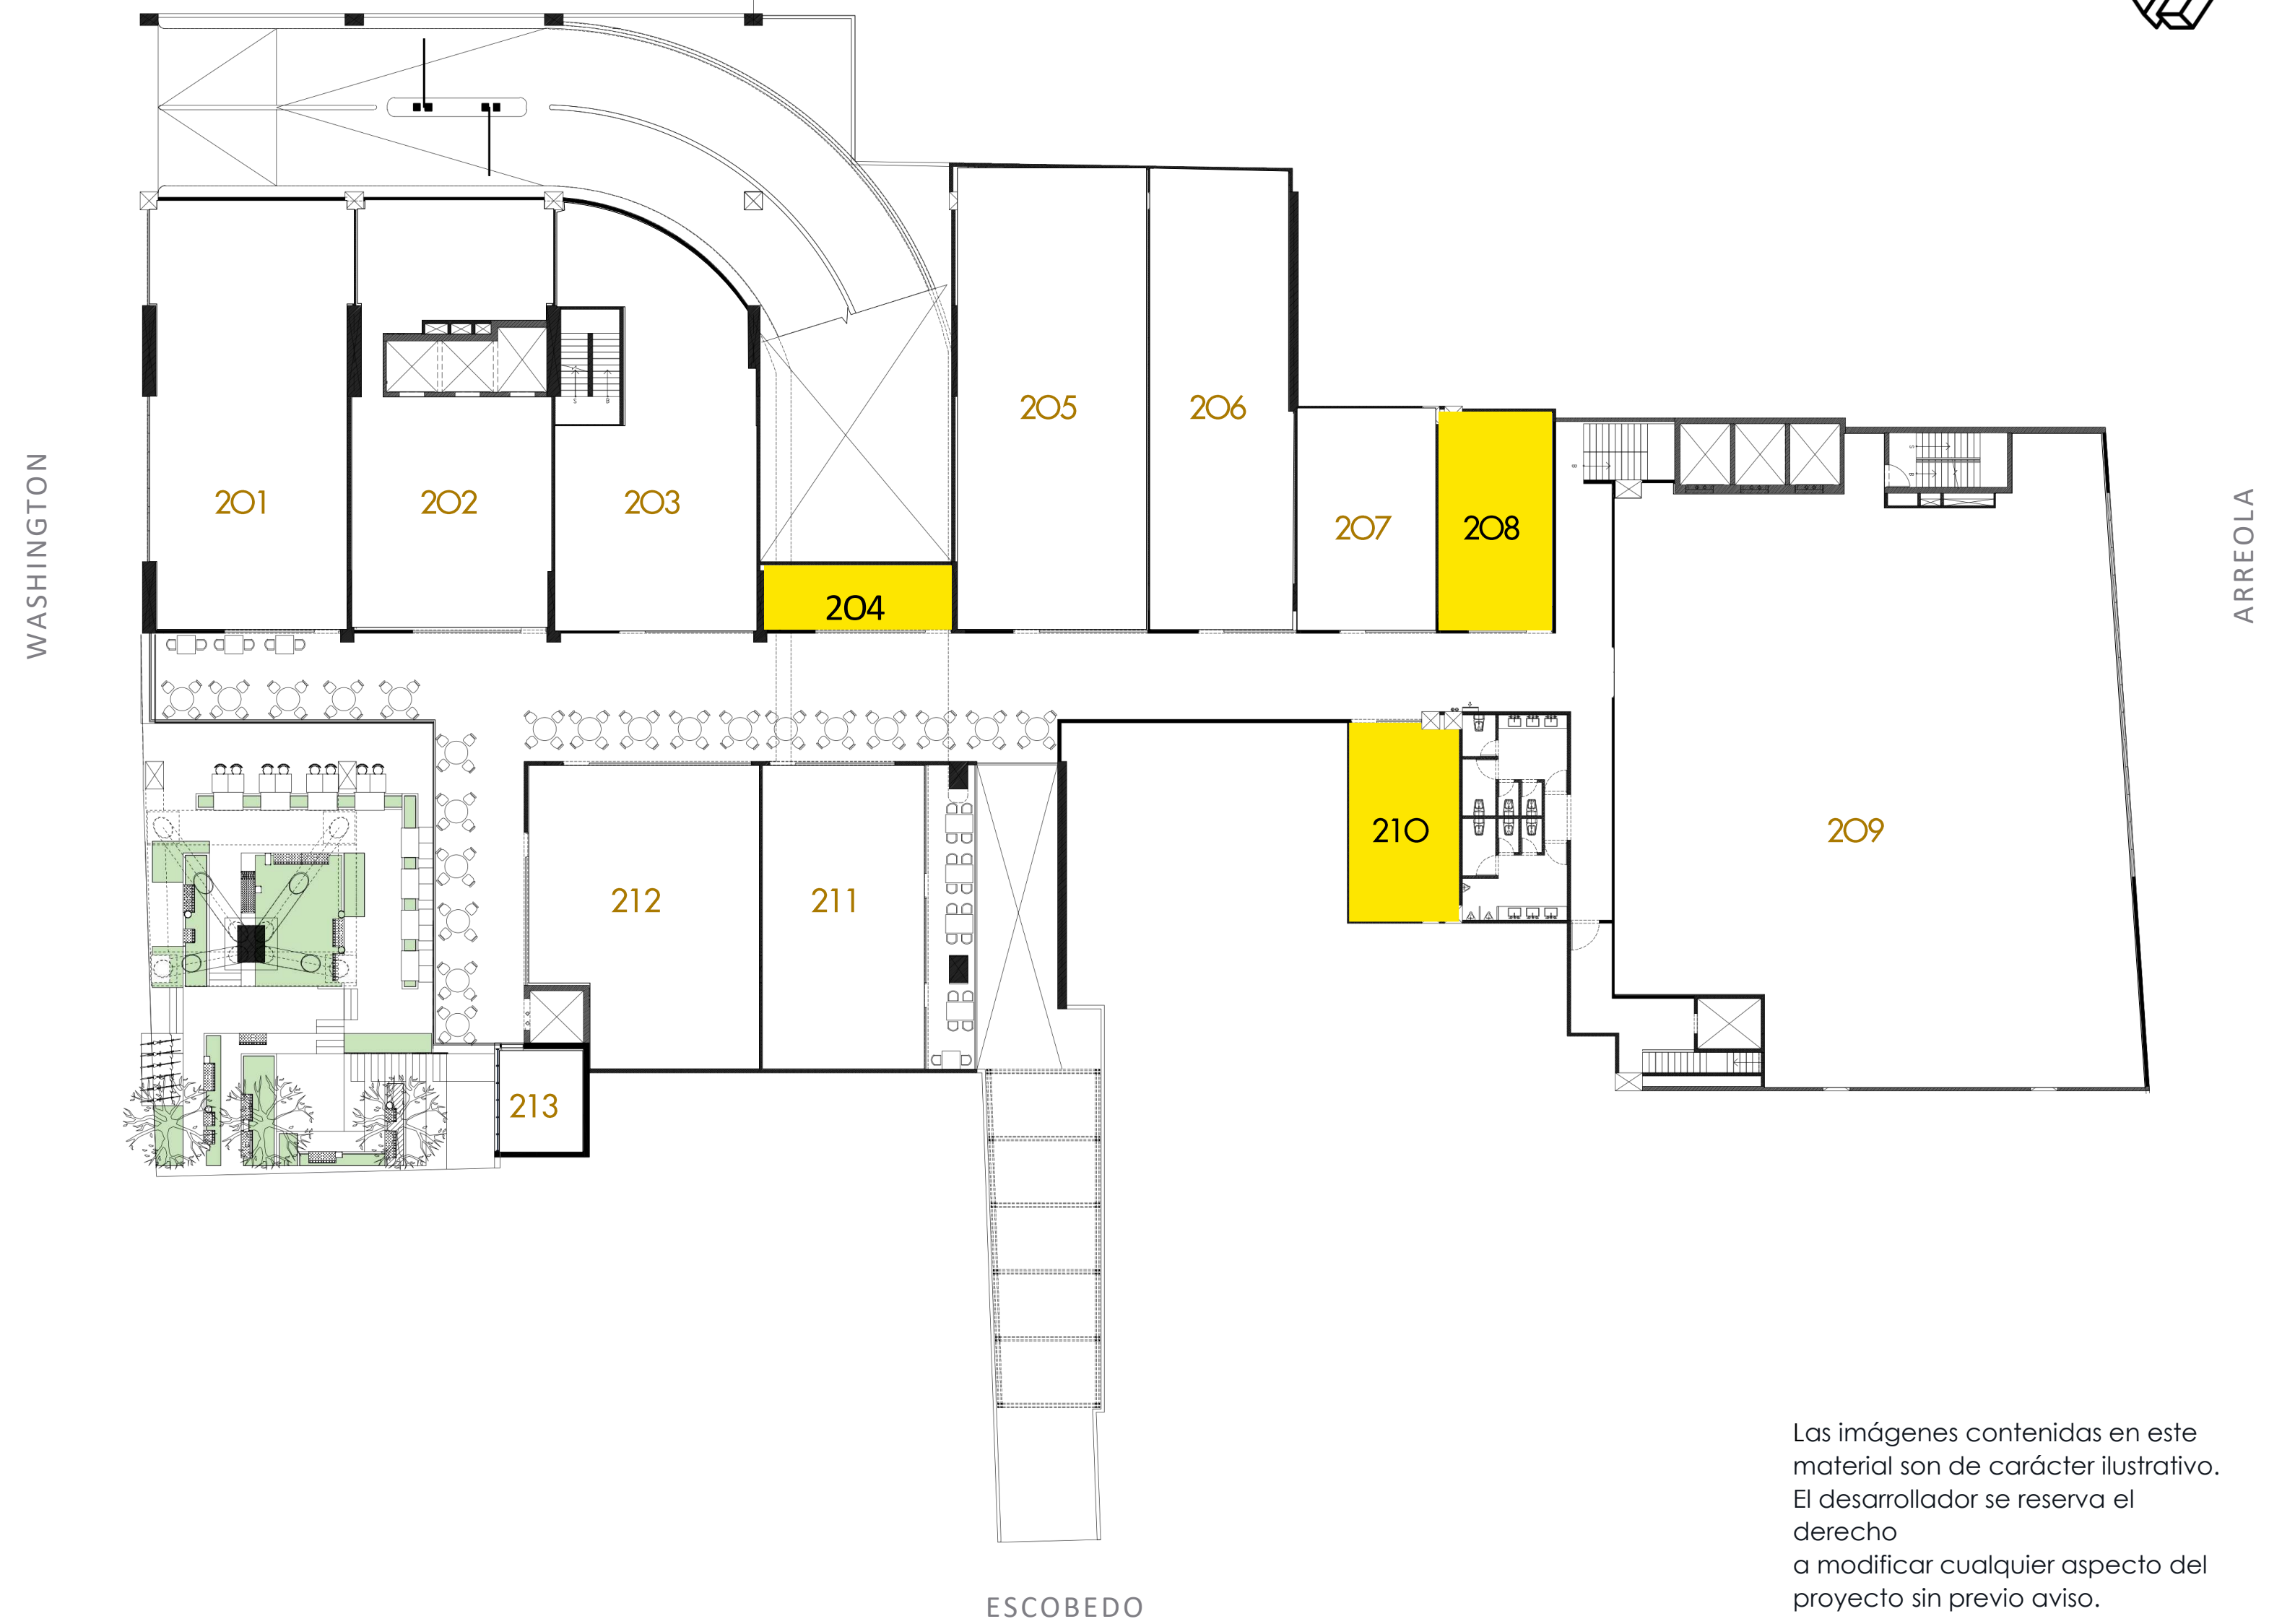 205
206
201
202
203
207
208
204
WASHINGTON
ARREOLA
210
209
212
211
213
Las imágenes contenidas en este
material son de carácter ilustrativo.
El desarrollador se reserva el
derecho
a modificar cualquier aspecto del
proyecto sin previo aviso.
ESCOBEDO